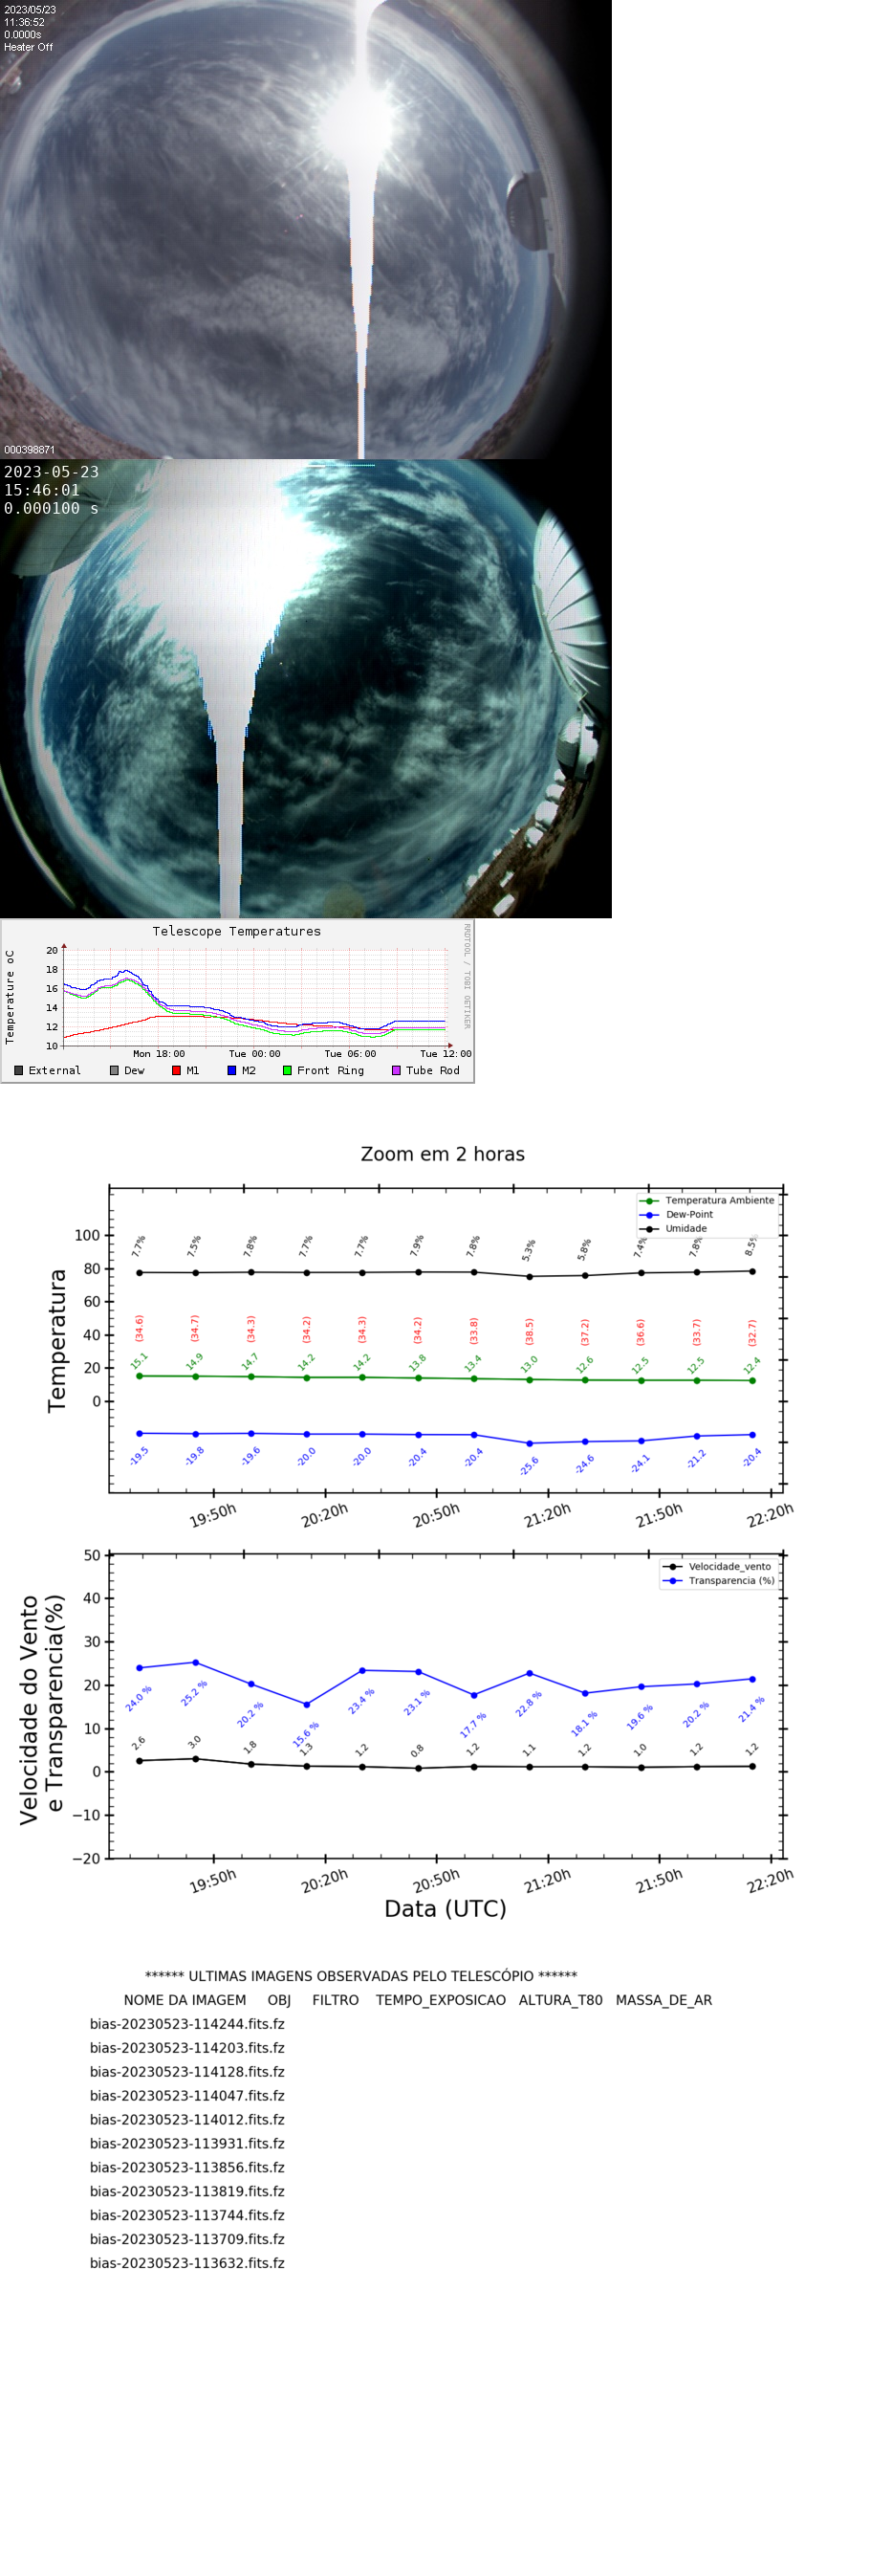 2023/05/23
11:36:52
0.0000s
Heater Off
000398871
2023-05-23
15:46:01
0.000100 s
Telescope Temperatures
RRDTOOL / TOBI OETIKER
Temperature oC
20
18
16
14
12
10
Mon 18:00 Tue 00:00 Tue 06:00 Tue 12:00
External Dew M1 M2 Front Ring Tube Rod
Zoom em 2 horas
Temperatura Ambiente
Dew-Point
Umidade
Temperatura
100
80
60
40
20
0
7.7% 7.5% 7.8% 7.7% 7.7% 7.9% 7.8% 5.3% 5.8% 7.4% 7.8% 8.5%
(34.6) (34.7) (34.3) (34.2) (34.3) (34.2) (33.8) (38.5) (37.2) (36.6) (33.7) (32.7)
15.1 14.9 14.7 14.2 14.2 13.8 13.4 13.0 12.6 12.5 12.5 12.4
-19.5 -19.8 -19.6 -20.0 -20.0 -20.4 -20.4 -25.6 -24.6 -24.1 -21.2 -20.4
19:50h 20:20h 20:50h 21:20h 21:50h 22:20h
Velocidade_vento
Transparencia (%)
Velocidade do Vento
e Transparencia(%)
50
40
30
20
10
0
−10
−20
24.0 % 25.2 % 20.2 % 15.6 % 23.4 % 23.1 % 17.7 % 22.8 % 18.1 % 19.6 % 20.2 % 21.4 %
2.6 3.0 1.8 1.3 1.2 0.8 1.2 1.1 1.2 1.0 1.2 1.2
19:50h 20:20h 20:50h 21:20h 21:50h 22:20h
Data (UTC)
****** ULTIMAS IMAGENS OBSERVADAS PELO TELESCÓPIO ******
NOME DA IMAGEM OBJ FILTRO TEMPO_EXPOSICAO ALTURA_T80 MASSA_DE_AR
bias-20230523-114244.fits.fz
bias-20230523-114203.fits.fz
bias-20230523-114128.fits.fz
bias-20230523-114047.fits.fz
bias-20230523-114012.fits.fz
bias-20230523-113931.fits.fz
bias-20230523-113856.fits.fz
bias-20230523-113819.fits.fz
bias-20230523-113744.fits.fz
bias-20230523-113709.fits.fz
bias-20230523-113632.fits.fz